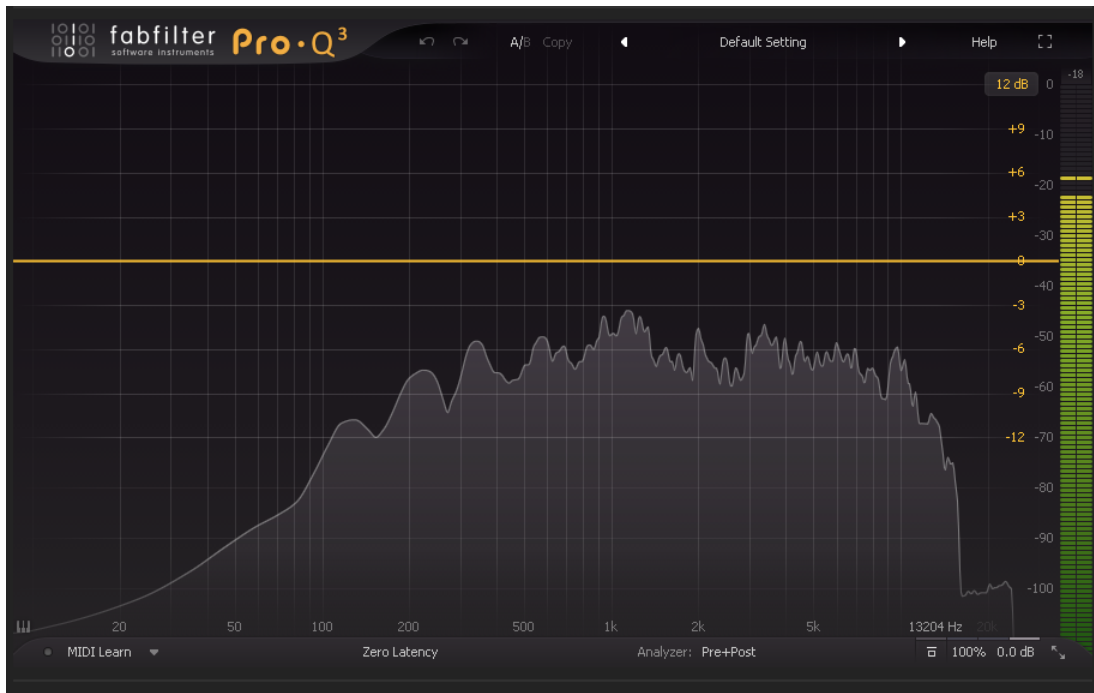 fabfilter Pro·Q³
software instruments
A/B Copy Default Setting Help
12 dB 0 -18
+9 -10
+6 -20
+3 -30
0 -40
-3 -50
-6 -60
-9
-12 -70
-80
-90
-100
20 50 100 200 500 1k 2k 5k 13204 Hz 20k
MIDI Learn Zero Latency Analyzer: Pre+Post 100% 0.0 dB